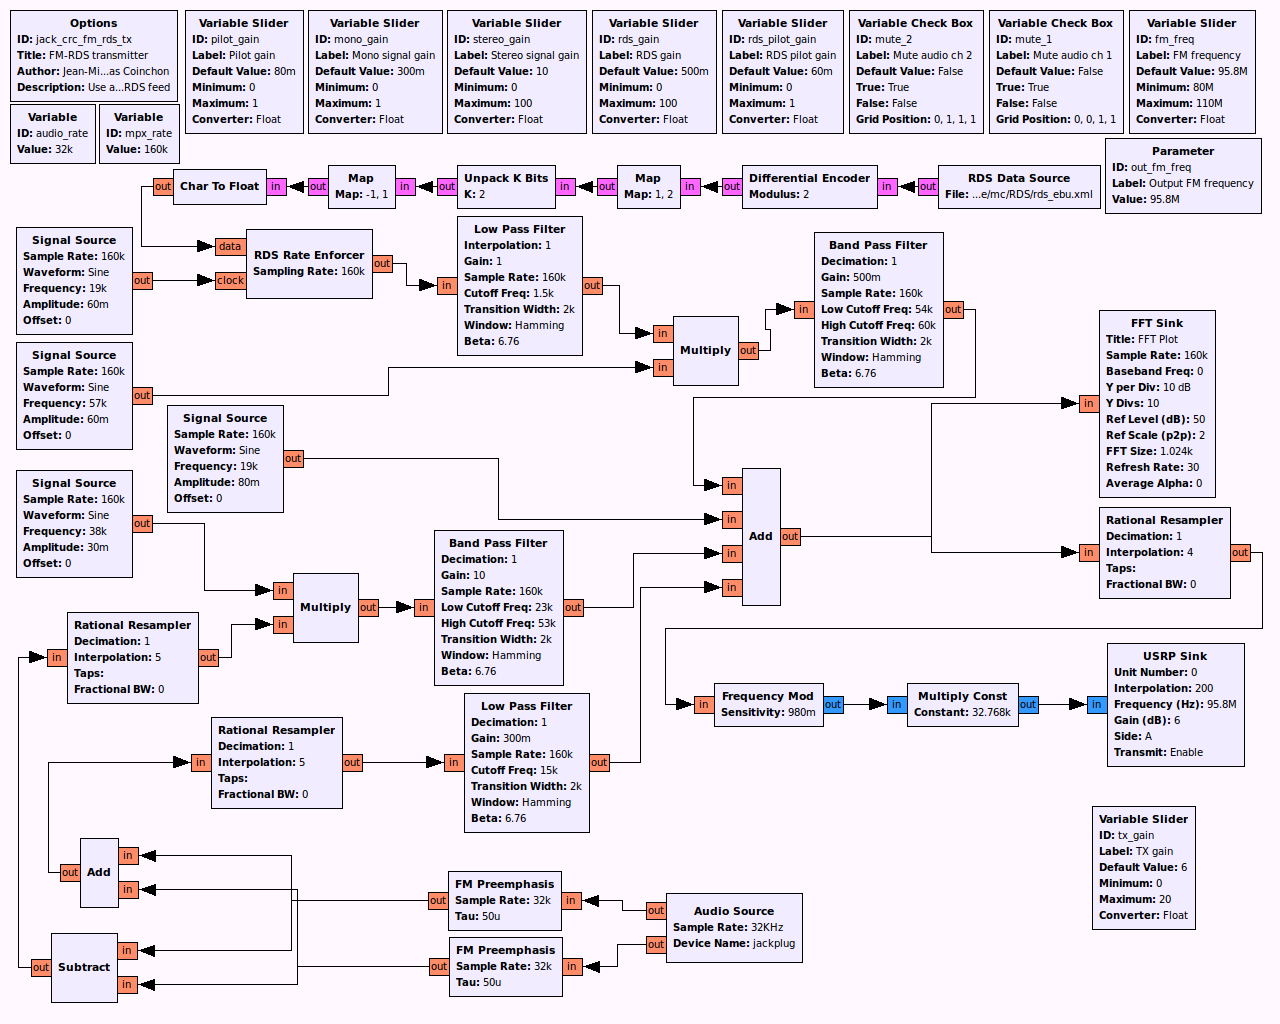 Options
ID: jack_crc_fm_rds_tx
Title: FM-RDS transmitter
Author: Jean-Mi...as Coinchon
Description: Use a...RDS feed
Variable Slider
ID: pilot_gain
Label: Pilot gain
Default Value: 80m
Minimum: 0
Maximum: 1
Converter: Float
Variable Slider
ID: mono_gain
Label: Mono signal gain
Default Value: 300m
Minimum: 0
Maximum: 1
Converter: Float
Variable Slider
ID: stereo_gain
Label: Stereo signal gain
Default Value: 10
Minimum: 0
Maximum: 100
Converter: Float
Variable Slider
ID: rds_gain
Label: RDS gain
Default Value: 500m
Minimum: 0
Maximum: 100
Converter: Float
Variable Slider
ID: rds_pilot_gain
Label: RDS pilot gain
Default Value: 60m
Minimum: 0
Maximum: 1
Converter: Float
Variable Check Box
ID: mute_2
Label: Mute audio ch 2
Default Value: False
True: True
False: False
Grid Position: 0, 1, 1, 1
Variable Check Box
ID: mute_1
Label: Mute audio ch 1
Default Value: False
True: True
False: False
Grid Position: 0, 0, 1, 1
Variable Slider
ID: fm_freq
Label: FM frequency
Default Value: 95.8M
Minimum: 80M
Maximum: 110M
Converter: Float
Variable
ID: audio_rate
Value: 32k
Variable
ID: mpx_rate
Value: 160k
Parameter
ID: out_fm_freq
Label: Output FM frequency
Value: 95.8M
out
Char To Float
in
out
Map
Map: -1, 1
in
out
Unpack K Bits
K: 2
in
out
Map
Map: 1, 2
in
out
Differential Encoder
Modulus: 2
in
out
RDS Data Source
File: ...e/mc/RDS/rds_ebu.xml
Signal Source
Sample Rate: 160k
Waveform: Sine
Frequency: 19k
Amplitude: 60m
Offset: 0
out
data
clock
RDS Rate Enforcer
Sampling Rate: 160k
out
in
Low Pass Filter
Interpolation: 1
Gain: 1
Sample Rate: 160k
Cutoff Freq: 1.5k
Transition Width: 2k
Window: Hamming
Beta: 6.76
out
in
in
Multiply
out
in
Band Pass Filter
Decimation: 1
Gain: 500m
Sample Rate: 160k
Low Cutoff Freq: 54k
High Cutoff Freq: 60k
Transition Width: 2k
Window: Hamming
Beta: 6.76
out
Signal Source
Sample Rate: 160k
Waveform: Sine
Frequency: 57k
Amplitude: 60m
Offset: 0
out
in
FFT Sink
Title: FFT Plot
Sample Rate: 160k
Baseband Freq: 0
Y per Div: 10 dB
Y Divs: 10
Ref Level (dB): 50
Ref Scale (p2p): 2
FFT Size: 1.024k
Refresh Rate: 30
Average Alpha: 0
Signal Source
Sample Rate: 160k
Waveform: Sine
Frequency: 19k
Amplitude: 80m
Offset: 0
out
Signal Source
Sample Rate: 160k
Waveform: Sine
Frequency: 38k
Amplitude: 30m
Offset: 0
out
in
in
in
in
Add
out
in
Rational Resampler
Decimation: 1
Interpolation: 4
Taps:
Fractional BW: 0
out
in
in
Multiply
out
in
Band Pass Filter
Decimation: 1
Gain: 10
Sample Rate: 160k
Low Cutoff Freq: 23k
High Cutoff Freq: 53k
Transition Width: 2k
Window: Hamming
Beta: 6.76
out
in
Rational Resampler
Decimation: 1
Interpolation: 5
Taps:
Fractional BW: 0
out
in
Frequency Mod
Sensitivity: 980m
out
in
Multiply Const
Constant: 32.768k
out
in
USRP Sink
Unit Number: 0
Interpolation: 200
Frequency (Hz): 95.8M
Gain (dB): 6
Side: A
Transmit: Enable
in
Rational Resampler
Decimation: 1
Interpolation: 5
Taps:
Fractional BW: 0
out
in
Low Pass Filter
Decimation: 1
Gain: 300m
Sample Rate: 160k
Cutoff Freq: 15k
Transition Width: 2k
Window: Hamming
Beta: 6.76
out
Variable Slider
ID: tx_gain
Label: TX gain
Default Value: 6
Minimum: 0
Maximum: 20
Converter: Float
out
Add
in
in
out
FM Preemphasis
Sample Rate: 32k
Tau: 50u
in
out
out
Audio Source
Sample Rate: 32KHz
Device Name: jackplug
out
Subtract
in
in
out
FM Preemphasis
Sample Rate: 32k
Tau: 50u
in